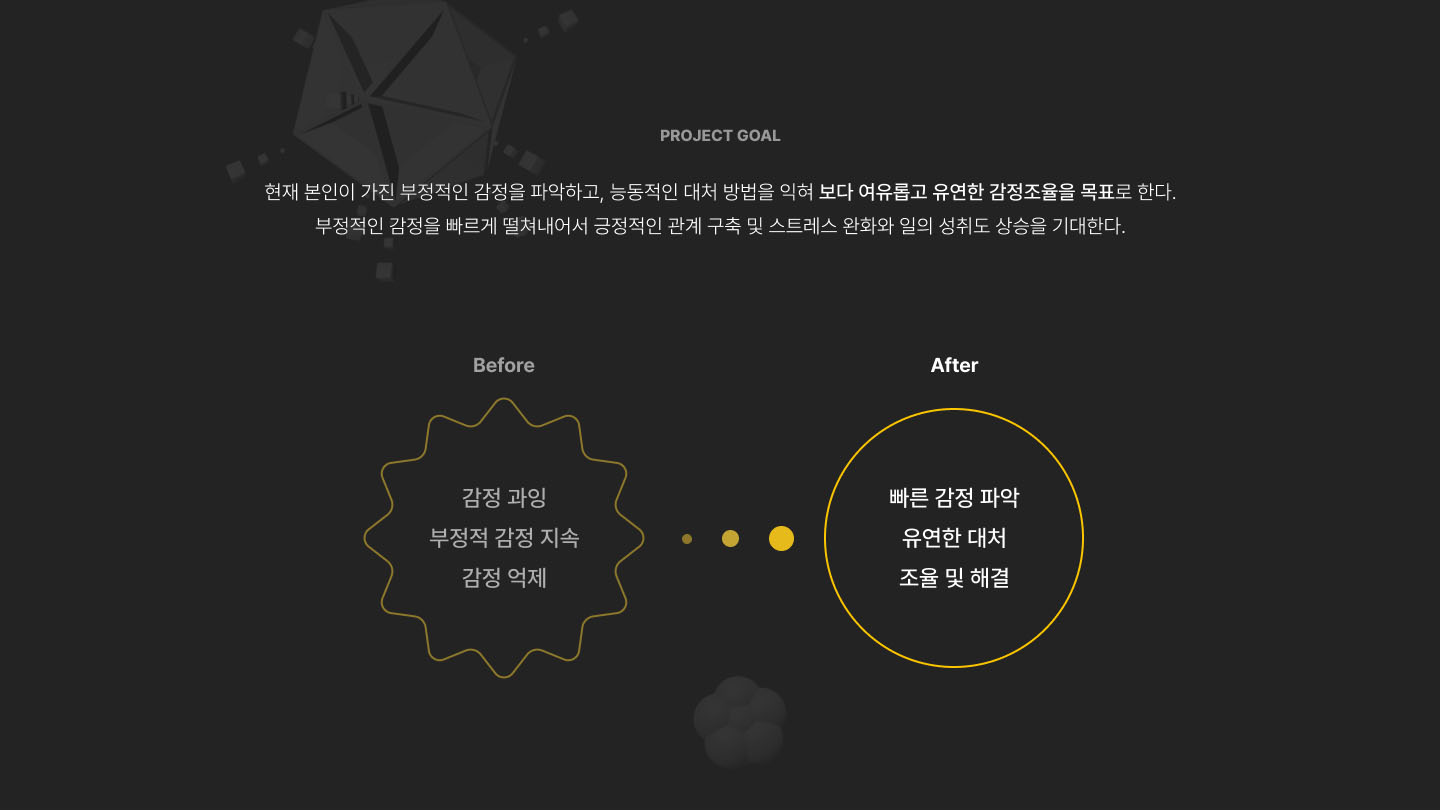 PROJECT GOAL
현재 본인이 가진 부정적인 감정을 파악하고, 능동적인 대처 방법을 익혀 보다 여유롭고 유연한 감정조율을 목표로 한다.
부정적인 감정을 빠르게 떨쳐내어서 긍정적인 관계 구축 및 스트레스 완화와 일의 성취도 상승을 기대한다.
Before
After
감정 과잉
부정적 감정 지속
감정 억제
빠른 감정 파악
유연한 대처
조율 및 해결